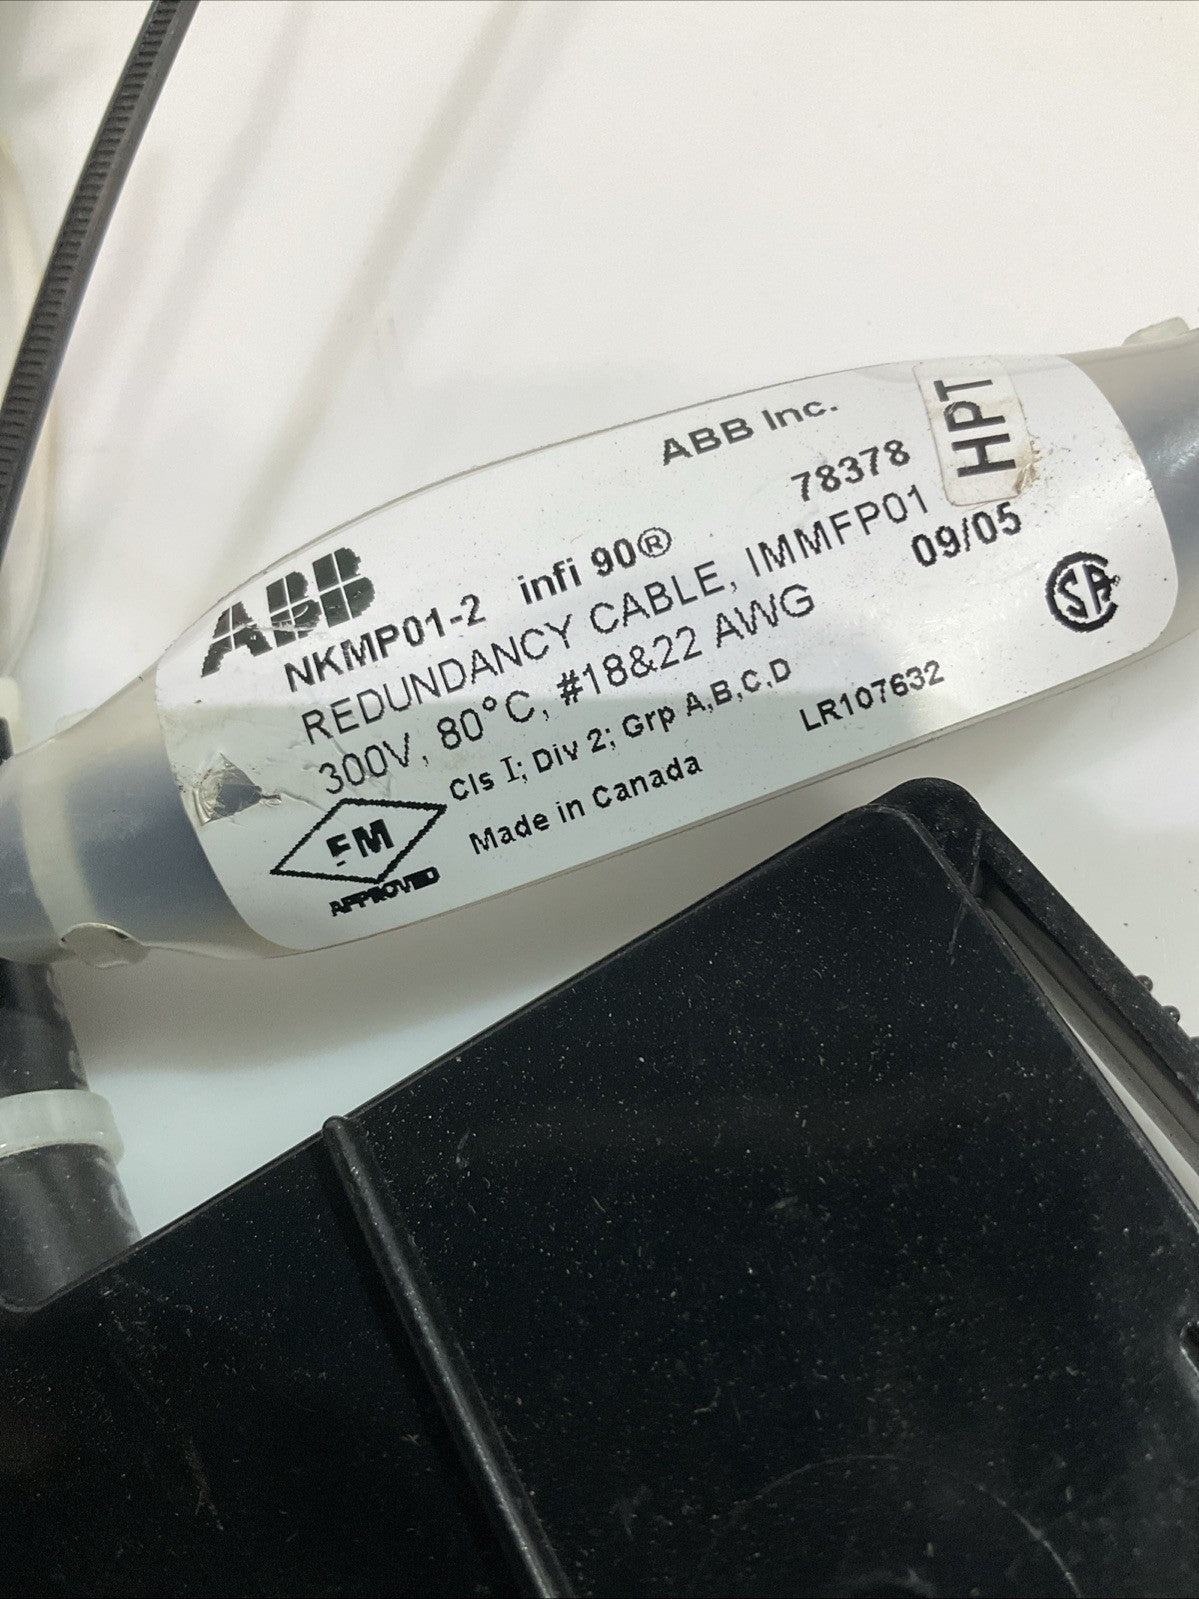 ABB Inc.
ABB
NKMP01-2 infi 90® 78378 HPT
REDUNDANCY CABLE, IMMFP01
300V, 80°C, #18&22 AWG 09/05
Cls I; Div 2; Grp A,B,C,D
FM
APPROVED
Made in Canada
LR107632
SA